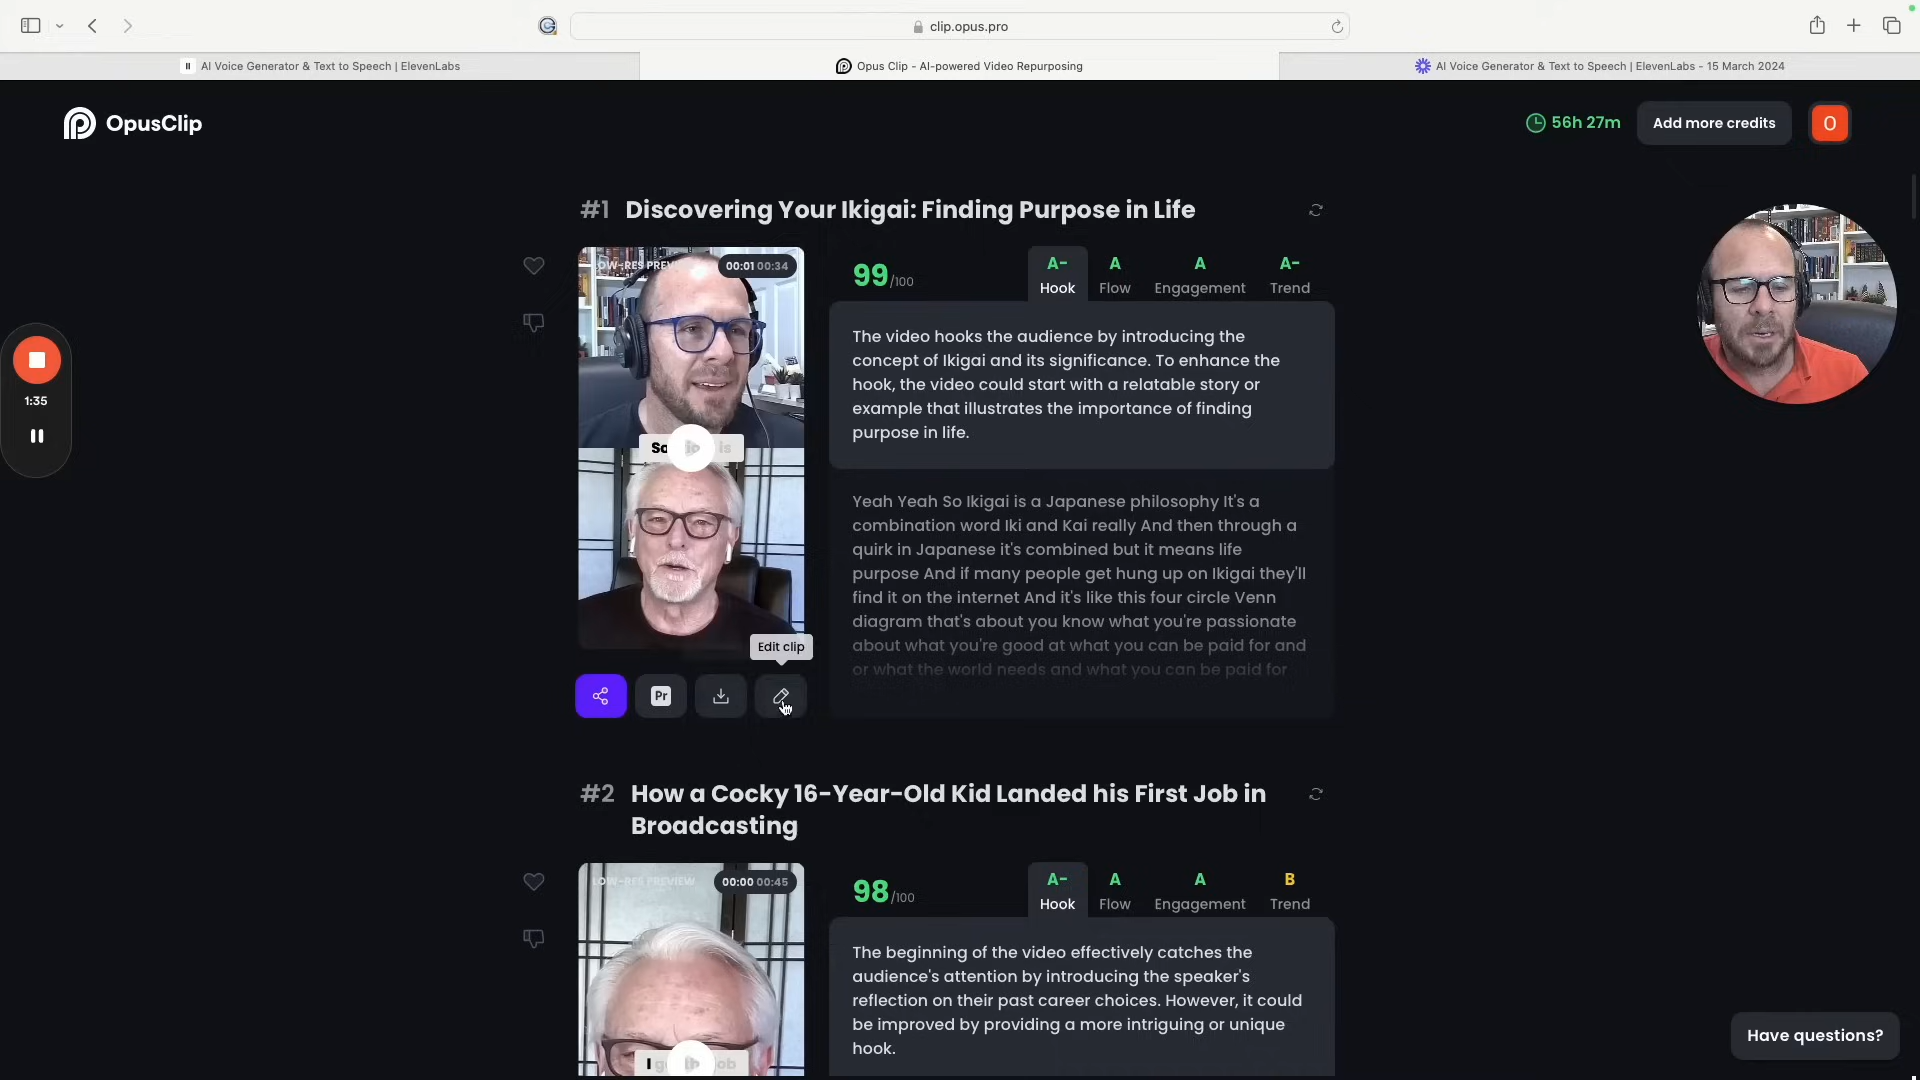 clip.opus.pro
AI Voice Generator & Text to Speech | ElevenLabs
Opus Clip - AI-powered Video Repurposing
AI Voice Generator & Text to Speech | ElevenLabs - 15 March 2024
OpusClip
56h 27m
Add more credits
O
#1 Discovering Your Ikigai: Finding Purpose in Life
00:01 00:34
99/100
A- A A A-
Hook Flow Engagement Trend
The video hooks the audience by introducing the
concept of Ikigai and its significance. To enhance the
hook, the video could start with a relatable story or
example that illustrates the importance of finding
purpose in life.
1:35
So is
Yeah Yeah So Ikigai is a Japanese philosophy It's a
combination word Iki and Kai really And then through a
quirk in Japanese it's combined but it means life
purpose And if many people get hung up on Ikigai they'll
find it on the internet And it's like this four circle Venn
diagram that's about you know what you're passionate
about what you're good at what you can be paid for and
or what the world needs and what you can be paid for
Edit clip
Pr
#2 How a Cocky 16-Year-Old Kid Landed his First Job in
Broadcasting
LOW-RES PREVIEW
00:00 00:45
98/100
A- A A B
Hook Flow Engagement Trend
The beginning of the video effectively catches the
audience's attention by introducing the speaker's
reflection on their past career choices. However, it could
be improved by providing a more intriguing or unique
hook.
I
Have questions?